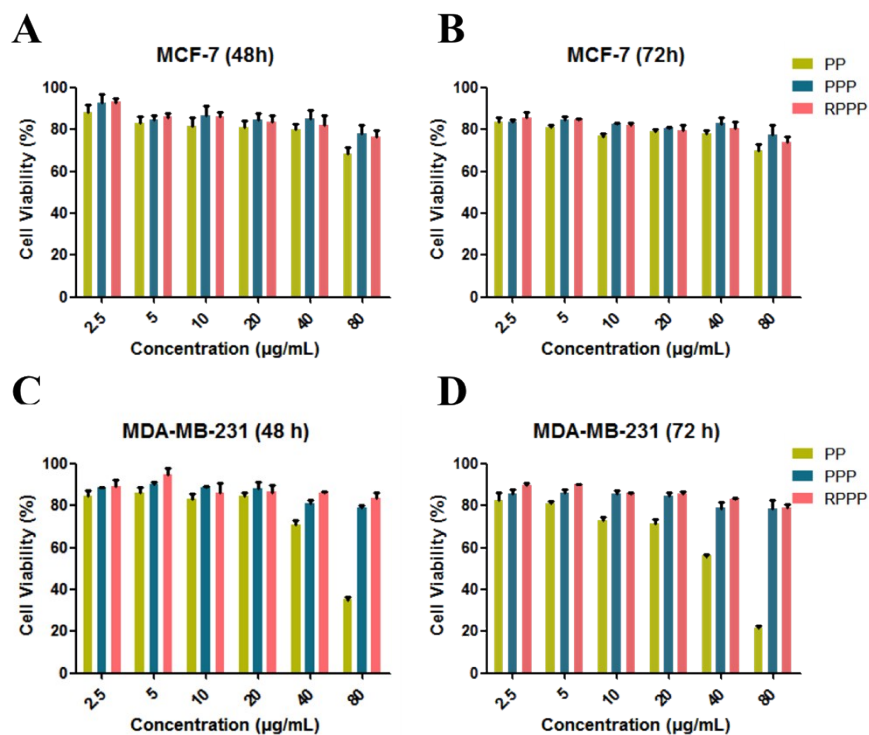 A
MCF-7 (48h)
Cell Viability (%)
100
80
60
40
20
0
2.5
5
10
20
40
80
Concentration (µg/mL)
B
MCF-7 (72h)
Cell Viability (%)
100
80
60
40
20
0
2.5
5
10
20
40
80
Concentration (µg/mL)
PP
PPP
RPPP
C
MDA-MB-231 (48 h)
Cell Viability (%)
100
80
60
40
20
0
2.5
5
10
20
40
80
Concentration (µg/mL)
D
MDA-MB-231 (72 h)
Cell Viability (%)
100
80
60
40
20
0
2.5
5
10
20
40
80
Concentration (µg/mL)
PP
PPP
RPPP